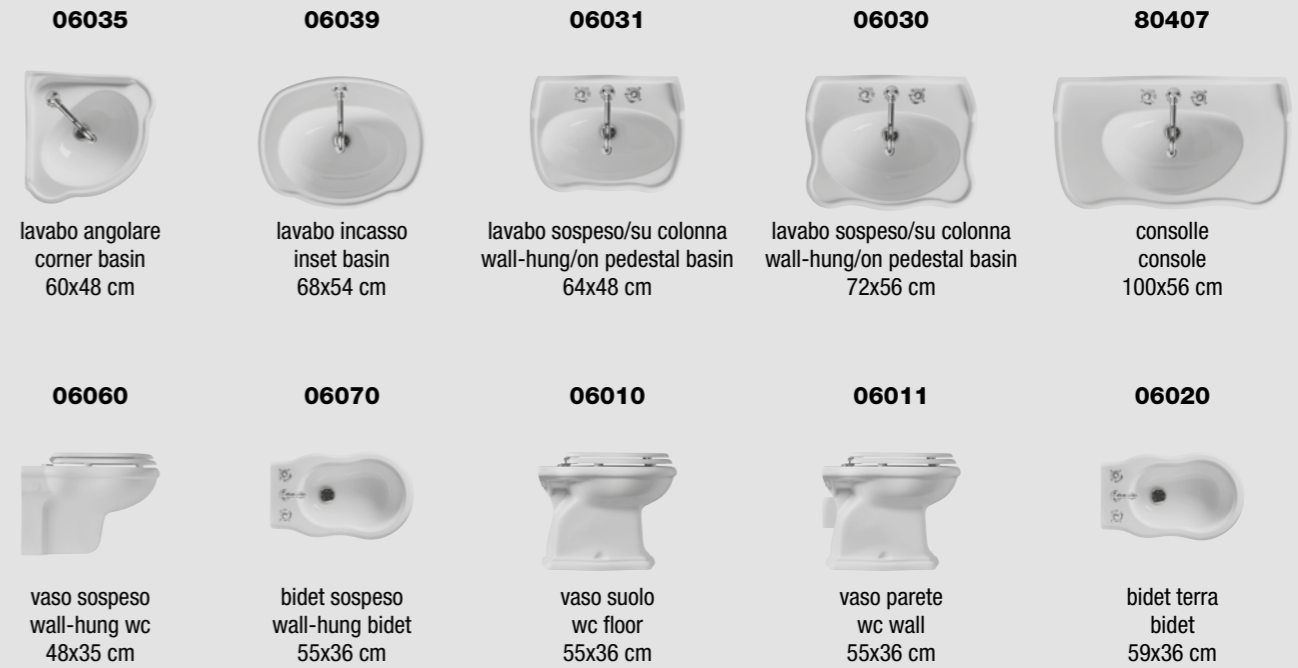 06035
lavabo angolare
corner basin
60x48 cm
06039
lavabo incasso
inset basin
68x54 cm
06031
lavabo sospeso/su colonna
wall-hung/on pedestal basin
64x48 cm
06030
lavabo sospeso/su colonna
wall-hung/on pedestal basin
72x56 cm
80407
consolle
console
100x56 cm
06060
vaso sospeso
wall-hung wc
48x35 cm
06070
bidet sospeso
wall-hung bidet
55x36 cm
06010
vaso suolo
wc floor
55x36 cm
06011
vaso parete
wc wall
55x36 cm
06020
bidet terra
bidet
59x36 cm